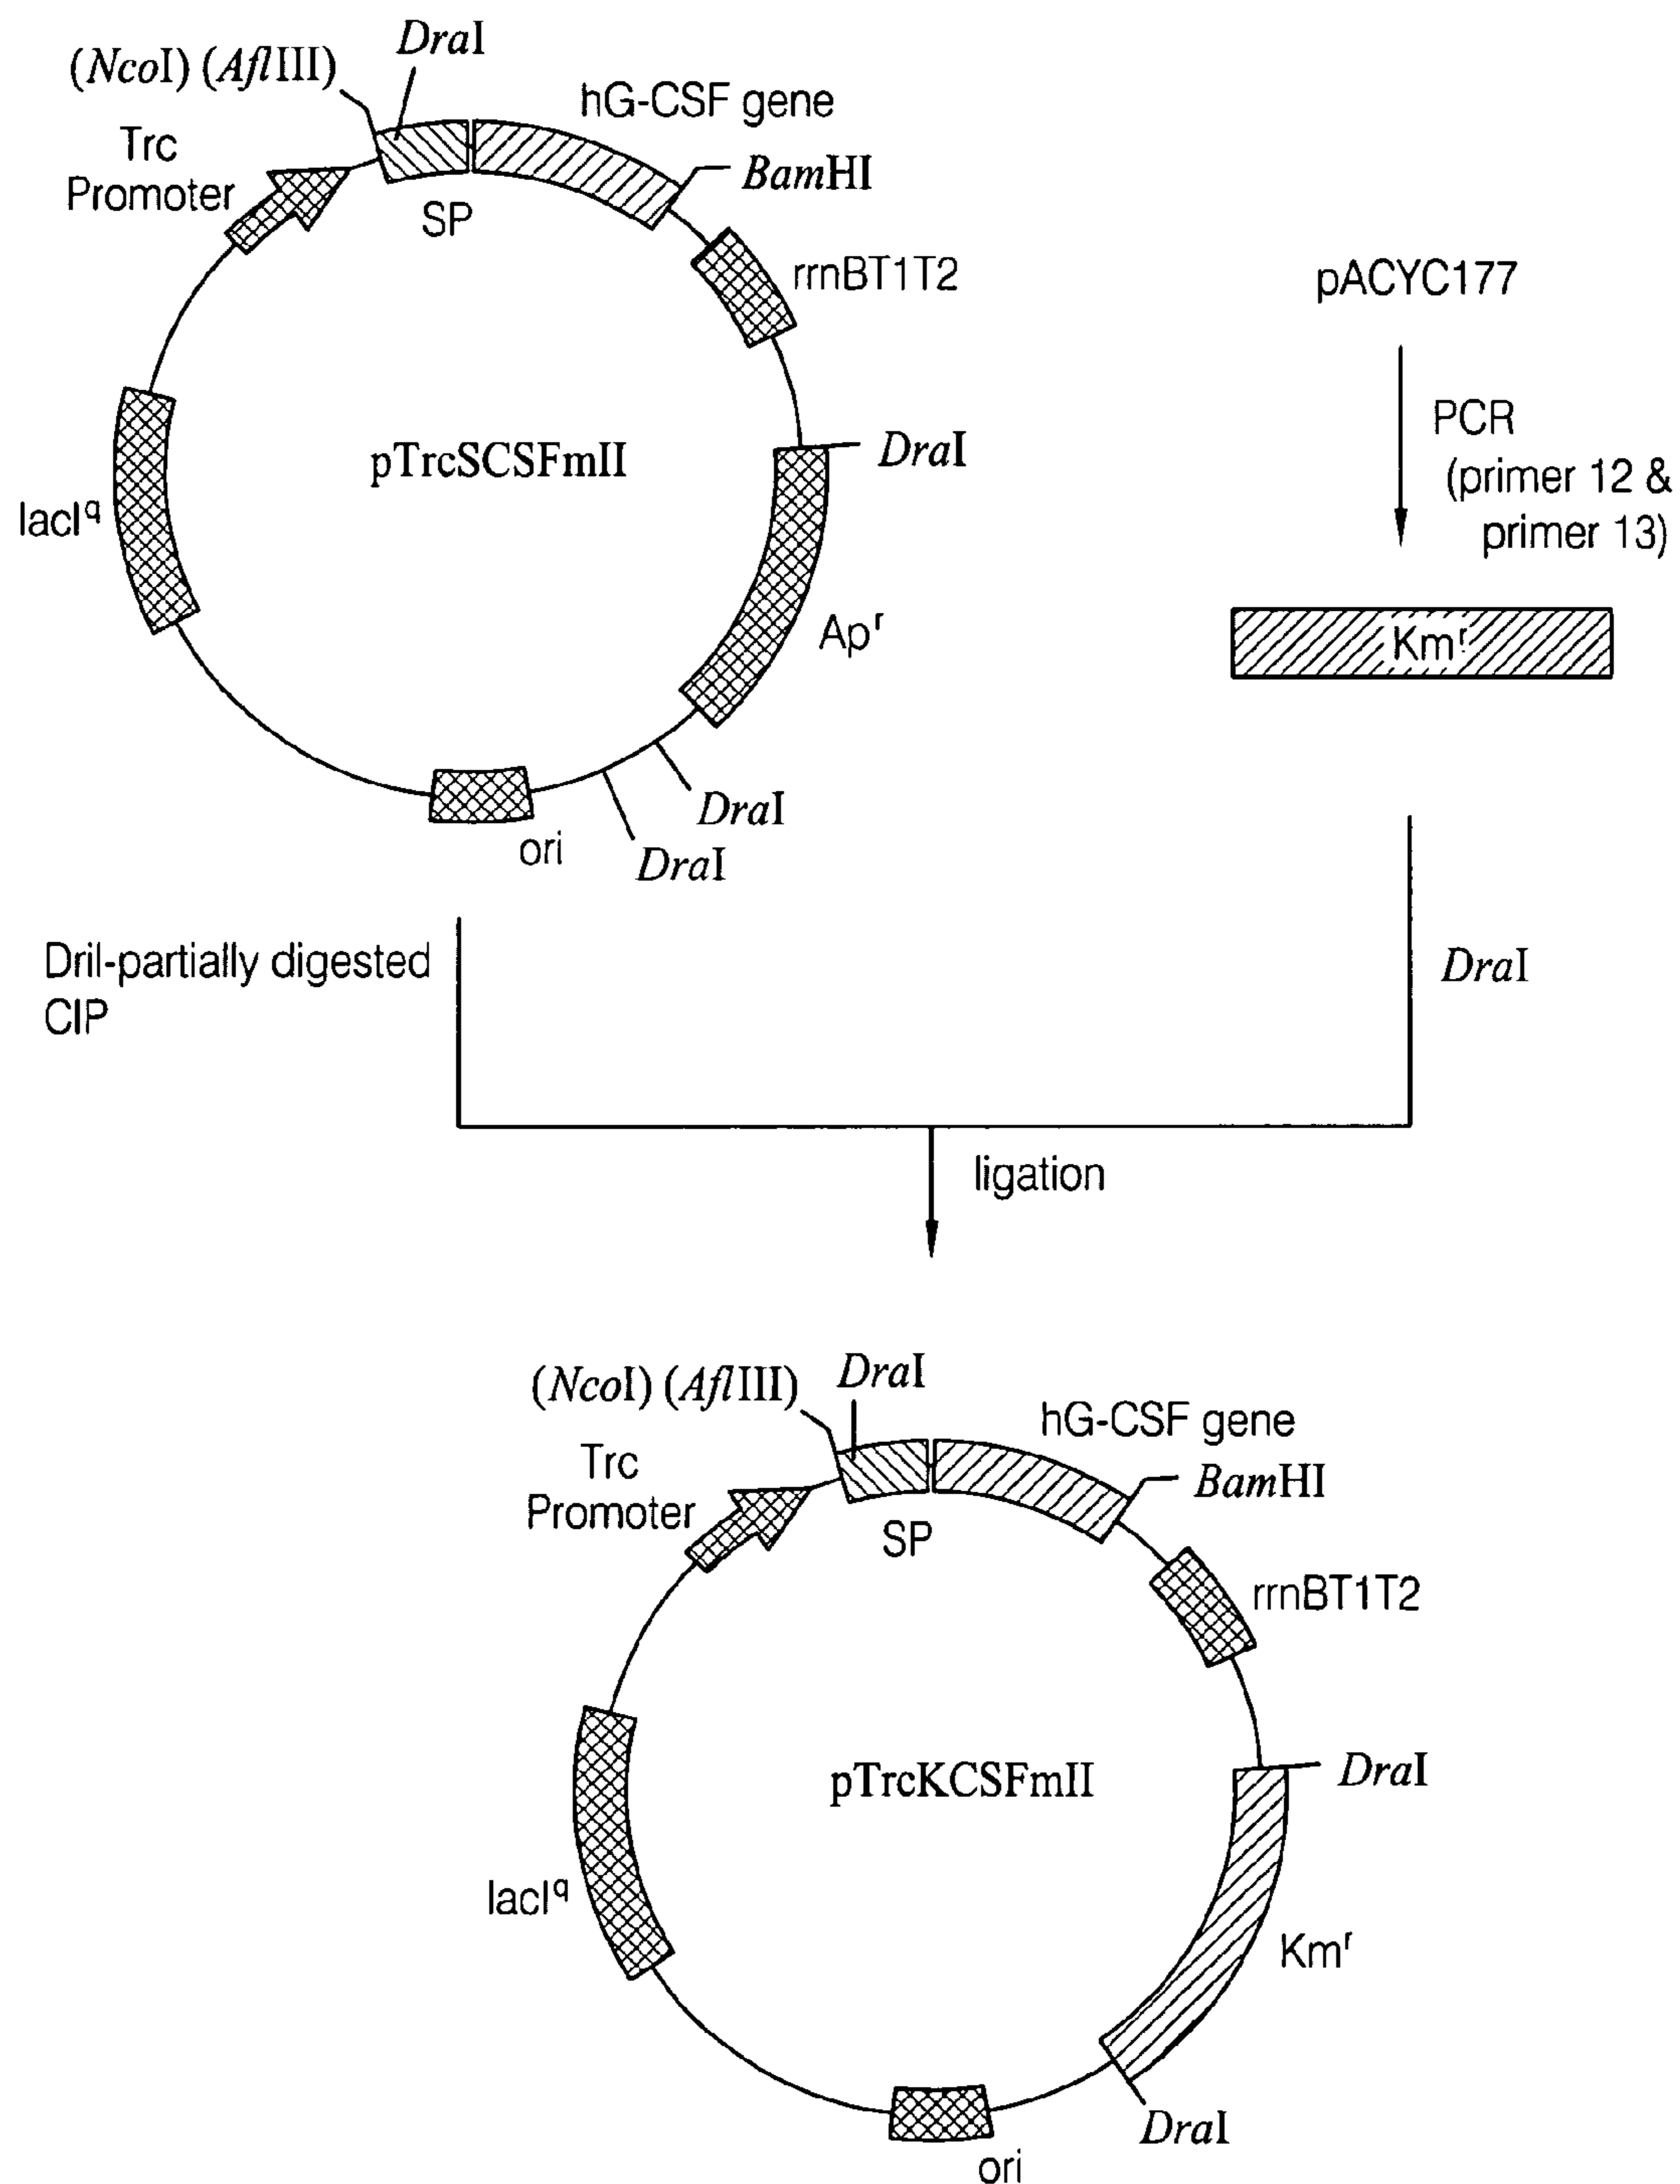 DraI
(NcoI) (AflIII)
hG-CSF gene
Trc
Promoter
BamHI
SP
rrnBT1T2
pACYC177
PCR
(primer 12 &
primer 13)
pTrcSCSFmII
DraI
lacIq
Apr
Kmr
DraI
DraI
ori
Dril-partially digested
CIP
DraI
ligation
(NcoI) (AflIII)
DraI
hG-CSF gene
Trc
Promoter
BamHI
SP
rrnBT1T2
pTrcKCSFmII
DraI
lacIq
Kmr
DraI
ori